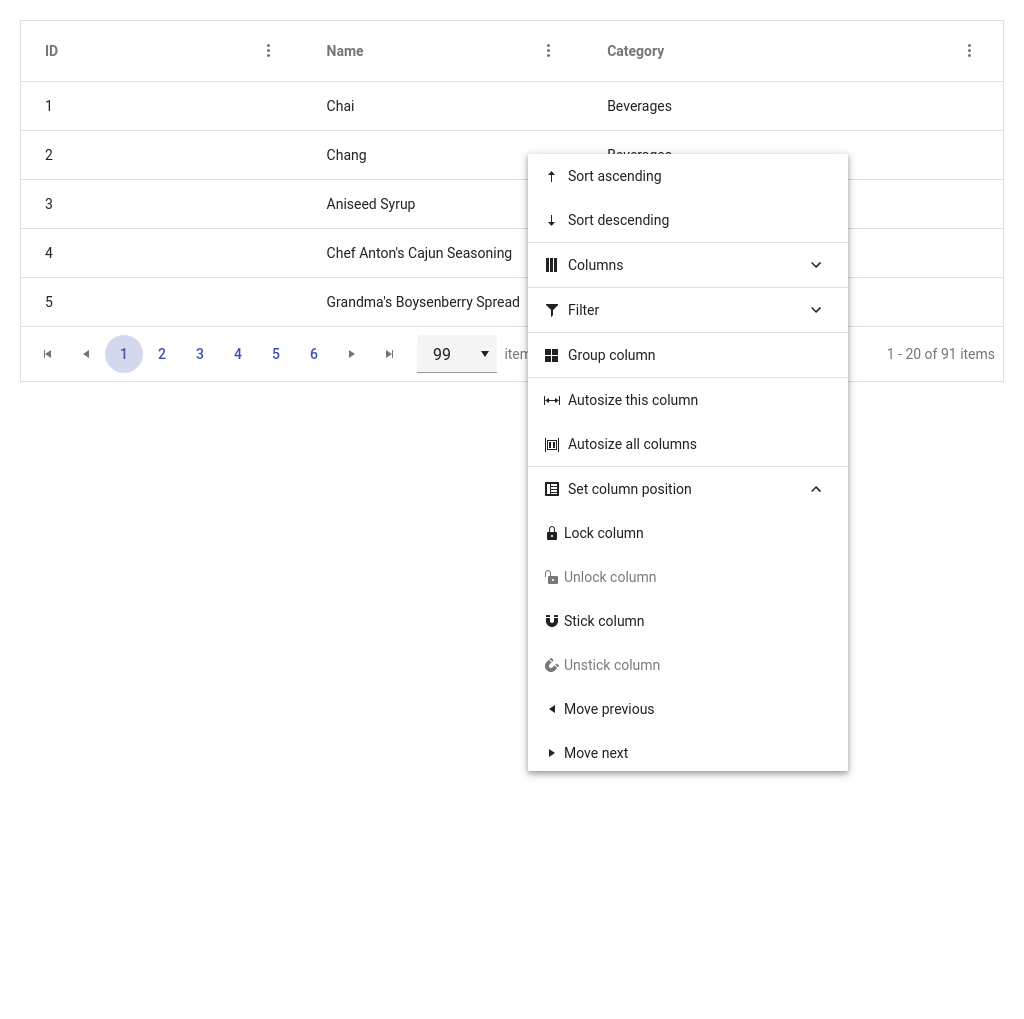 ID Name Category
1 Chai Beverages
2 Chang
3 Aniseed Syrup
4 Chef Anton's Cajun Seasoning
5 Grandma's Boysenberry Spread
1 2 3 4 5 6 99 1 - 20 of 91 items
Sort ascending
Sort descending
Columns
Filter
Group column
Autosize this column
Autosize all columns
Set column position
Lock column
Unlock column
Stick column
Unstick column
Move previous
Move next